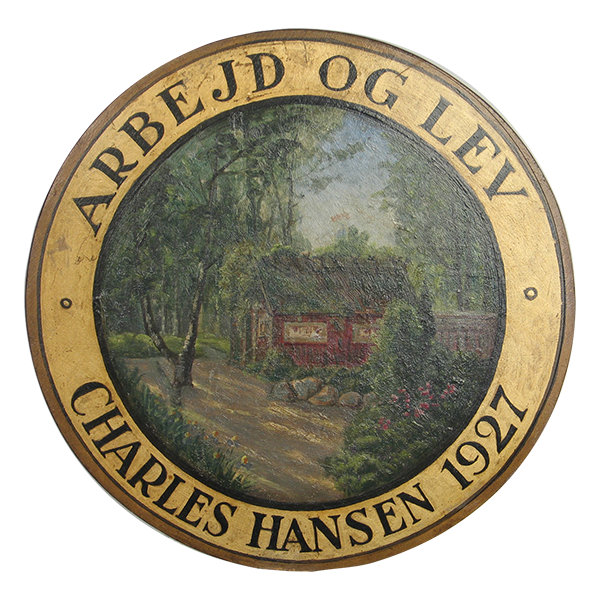 ARBEJD OG LEV
CHARLES HANSEN 1927